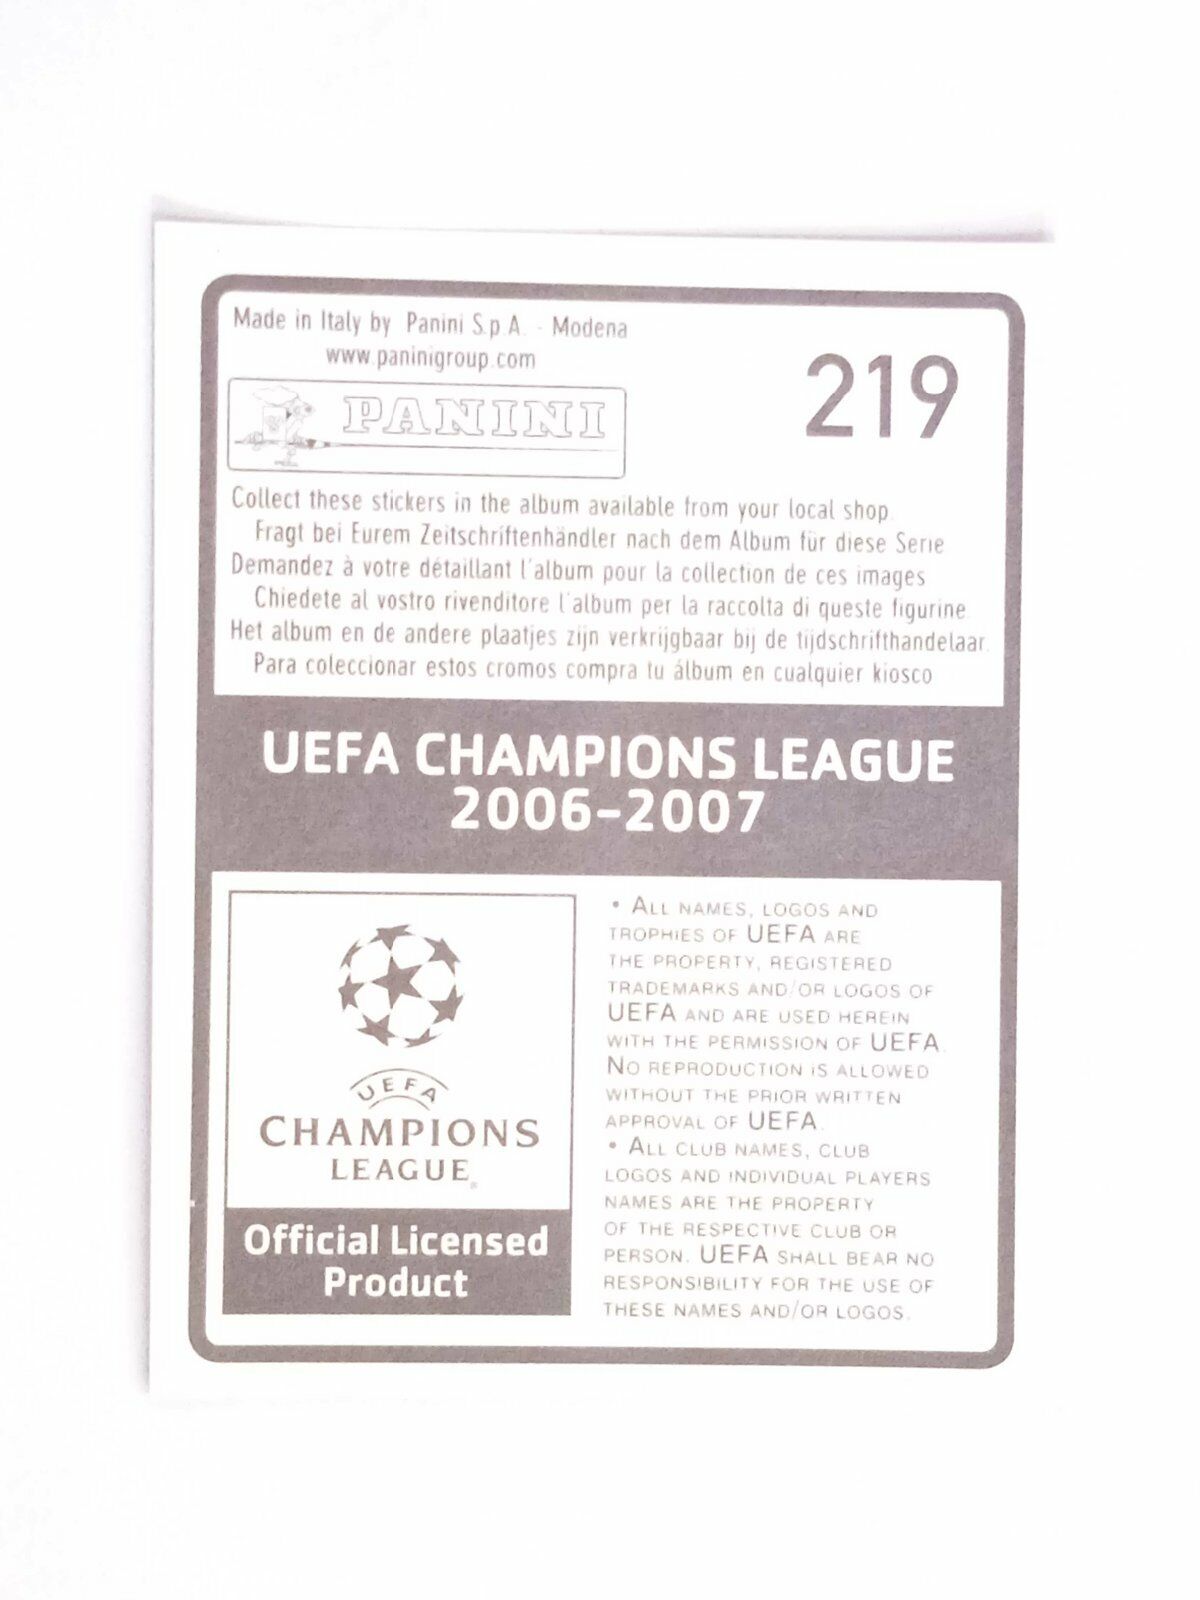 Made in Italy by Panini S.p.A. - Modena
www.paninigroup.com
219
PANINI
Collect these stickers in the album available from your local shop.
Fragt bei Eurem Zeitschriftenhändler nach dem Album für diese Serie
Demandez à votre détaillant l'album pour la collection de ces images
Chiedete al vostro rivenditore l'album per la raccolta di queste figurine.
Het album en de andere plaatjes zijn verkrijgbaar bij de tijdschrifthandelaar.
Para coleccionar estos cromos compra tu álbum en cualquier kiosco
UEFA CHAMPIONS LEAGUE
2006-2007
UEFA
CHAMPIONS
LEAGUE®
Official Licensed
Product
• ALL NAMES, LOGOS AND
TROPHIES OF UEFA ARE
THE PROPERTY, REGISTERED
TRADEMARKS AND/OR LOGOS OF
UEFA AND ARE USED HEREIN
WITH THE PERMISSION OF UEFA.
NO REPRODUCTION IS ALLOWED
WITHOUT THE PRIOR WRITTEN
APPROVAL OF UEFA.
• ALL CLUB NAMES, CLUB
LOGOS AND INDIVIDUAL PLAYERS
NAMES ARE THE PROPERTY
OF THE RESPECTIVE CLUB OR
PERSON. UEFA SHALL BEAR NO
RESPONSIBILITY FOR THE USE OF
THESE NAMES AND/OR LOGOS.